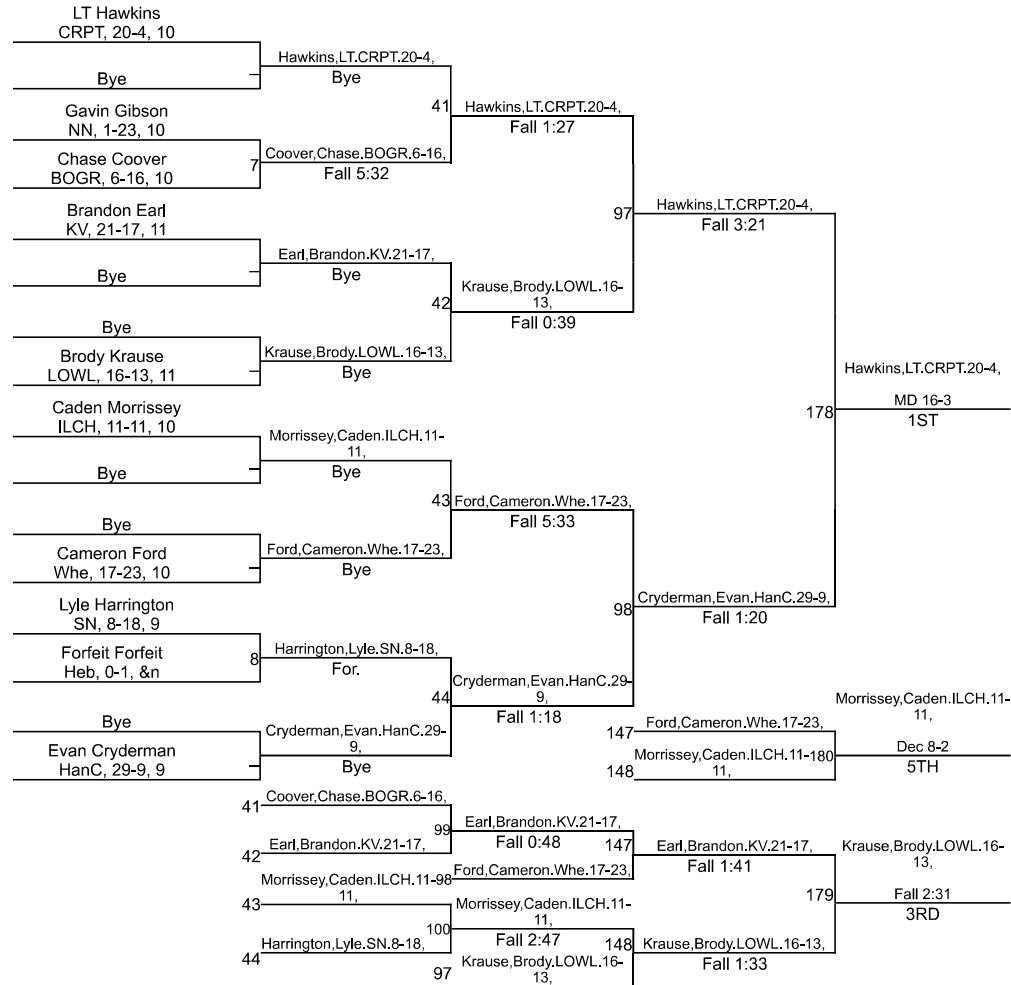 LT Hawkins
CRPT, 20-4, 10
Hawkins,LT.CRPT.20-4,
Bye
Bye
41
Hawkins,LT.CRPT.20-4,
Fall 1:27
Gavin Gibson
NN, 1-23, 10
7
Coover,Chase.BOGR.6-16,
Fall 5:32
Chase Coover
BOGR, 6-16, 10
97
Hawkins,LT.CRPT.20-4,
Fall 3:21
Brandon Earl
KV, 21-17, 11
Earl,Brandon.KV.21-17,
Bye
Bye
42
Krause,Brody.LOWL.16-
13,
Fall 0:39
Bye
Krause,Brody.LOWL.16-13,
Bye
Brody Krause
LOWL, 16-13, 11
178
Hawkins,LT.CRPT.20-4,
MD 16-3
1ST
Caden Morrissey
ILCH, 11-11, 10
Morrissey,Caden.ILCH.11-
11,
Bye
Bye
43
Ford,Cameron.Whe.17-23,
Fall 5:33
Bye
Ford,Cameron.Whe.17-23,
Bye
Cameron Ford
Whe, 17-23, 10
98
Cryderman,Evan.HanC.29-9,
Fall 1:20
Lyle Harrington
SN, 8-18, 9
8
Harrington,Lyle.SN.8-18,
For.
Forfeit Forfeit
Heb, 0-1, &n
44
Cryderman,Evan.HanC.29-
9,
Fall 1:18
Bye
Cryderman,Evan.HanC.29-
9,
Bye
Evan Cryderman
HanC, 29-9, 9
147
Ford,Cameron.Whe.17-23,
148
Morrissey,Caden.ILCH.11-
11,
180
Morrissey,Caden.ILCH.11-
11,
Dec 8-2
5TH
41
Coover,Chase.BOGR.6-16,
99
Earl,Brandon.KV.21-17,
Fall 0:48
42
Earl,Brandon.KV.21-17,
147
Earl,Brandon.KV.21-17,
Fall 1:41
98
Ford,Cameron.Whe.17-23,
43
Morrissey,Caden.ILCH.11-
11,
100
Morrissey,Caden.ILCH.11-
11,
Fall 2:47
44
Harrington,Lyle.SN.8-18,
148
Krause,Brody.LOWL.16-13,
Fall 1:33
97
Krause,Brody.LOWL.16-
13,
179
Krause,Brody.LOWL.16-
13,
Fall 2:31
3RD